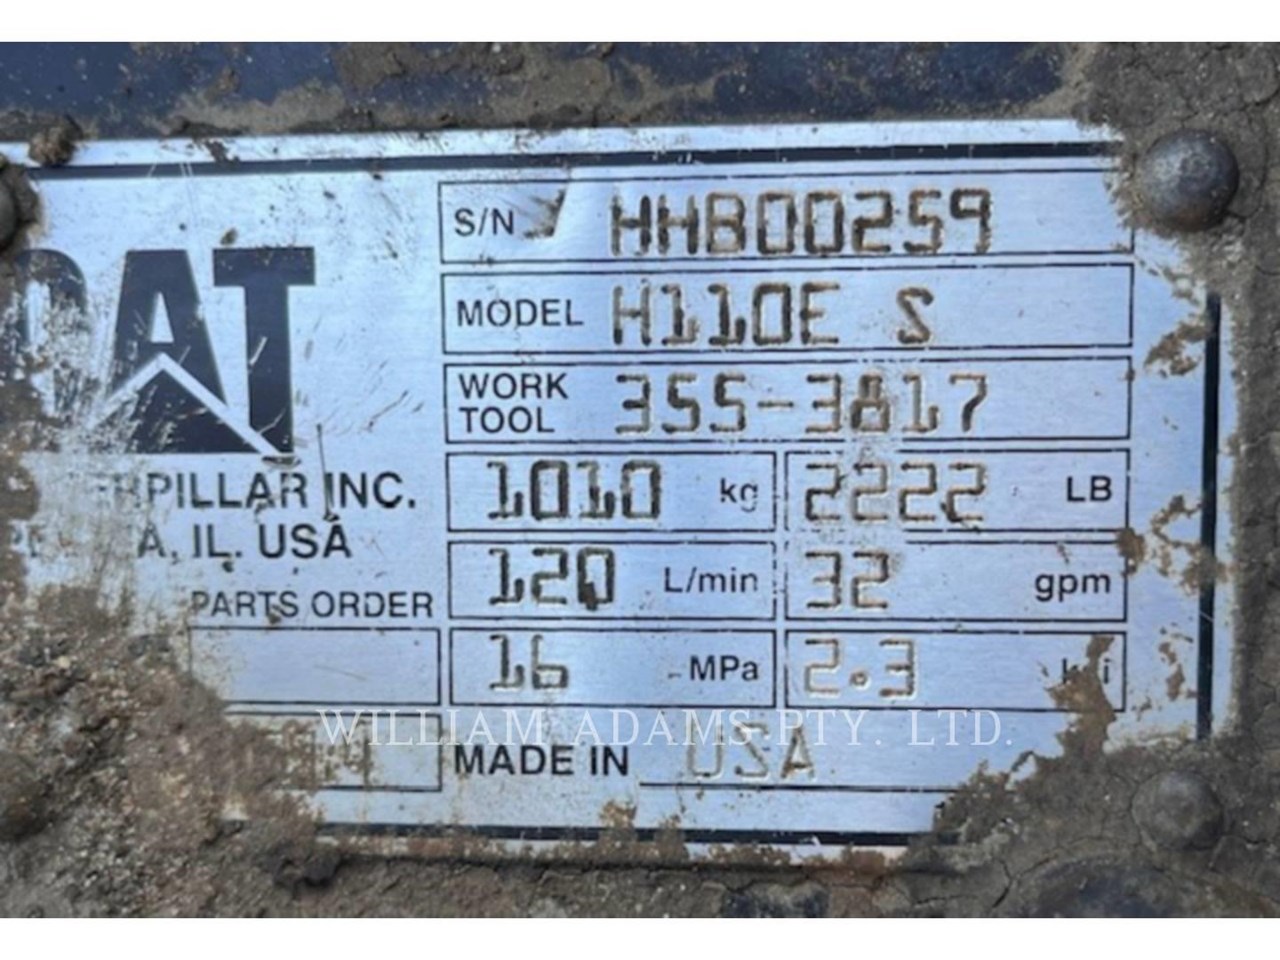 S/N HHB00259
MODEL H110E S
WORK TOOL 355-3817
1010 kg 2222 LB
120 L/min 32 gpm
16 MPa 2.3
MADE IN USA
CAT
INC.
IL. USA
PARTS ORDER
WILLIAM ADAMS PTY. LTD.